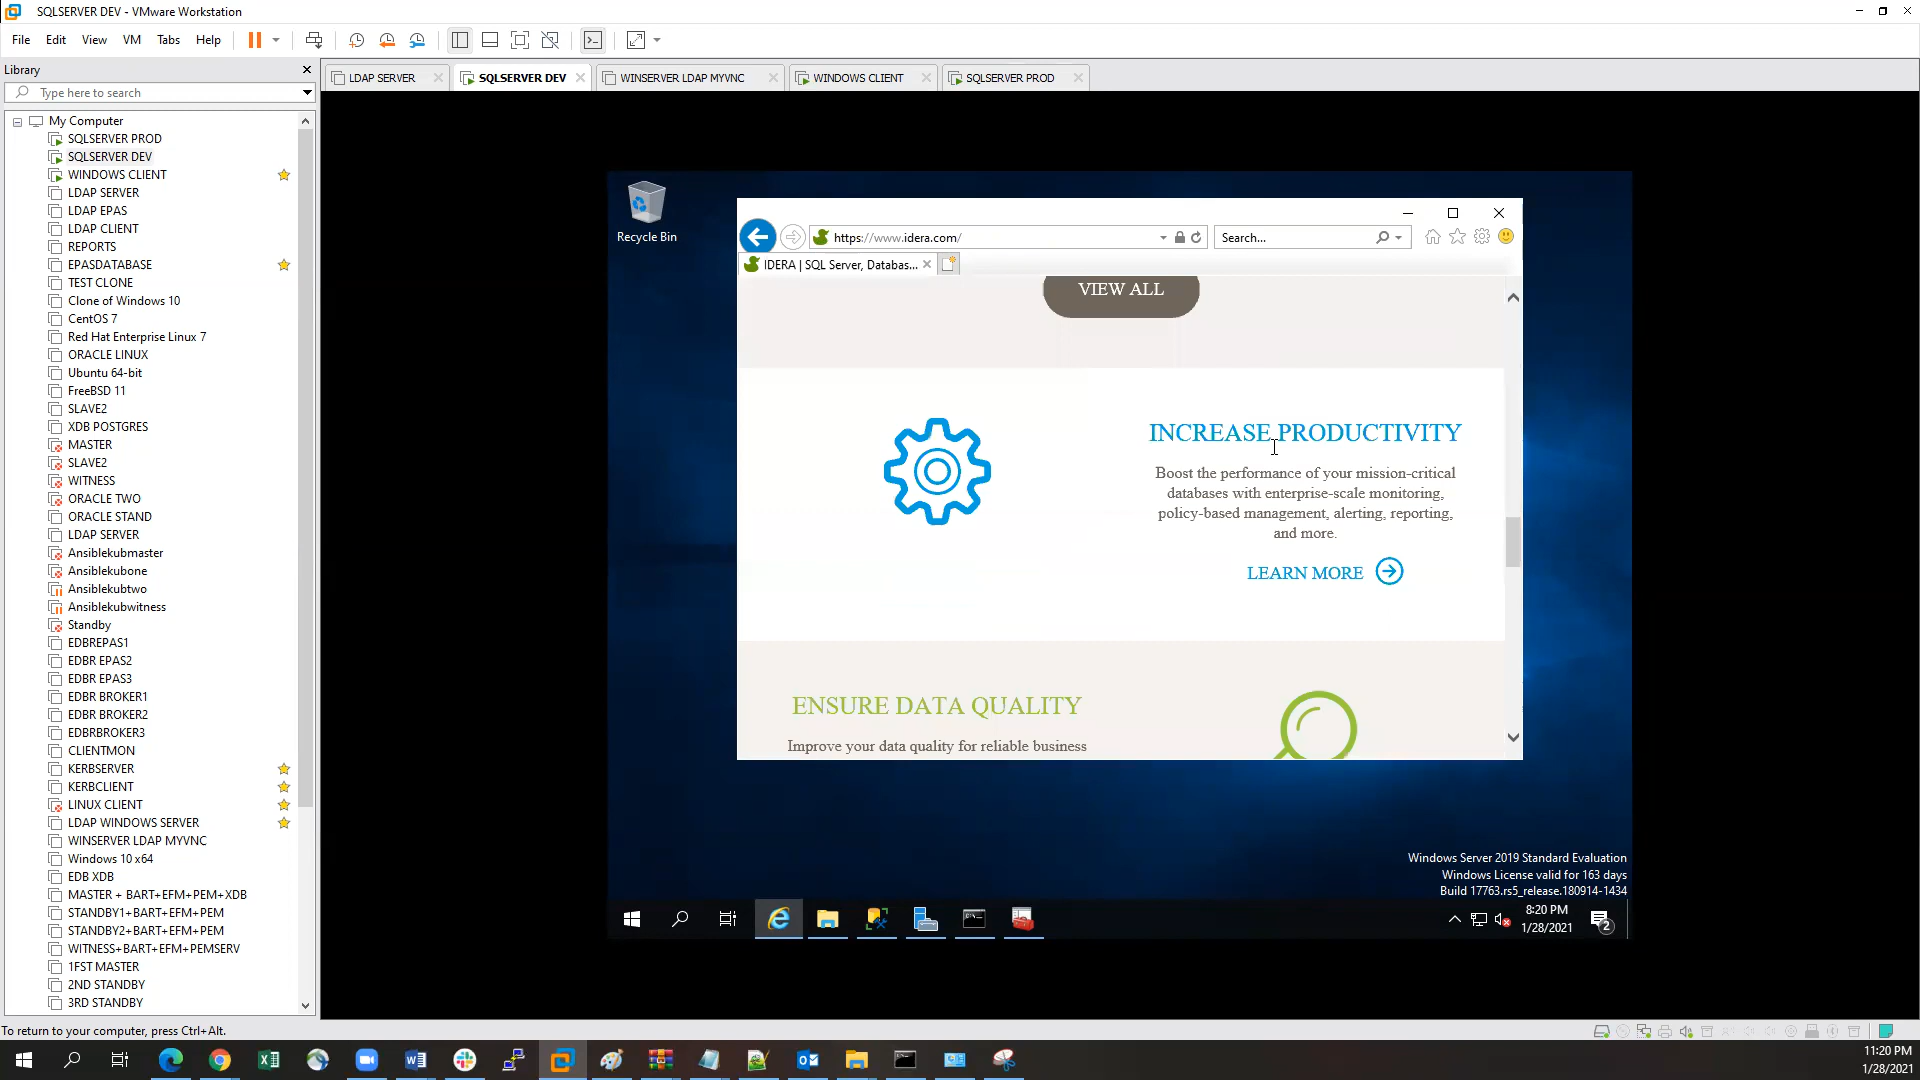 SQLSERVER DEV - VMware Workstation
File Edit View VM Tabs Help
Library
Type here to search
My Computer
SQLSERVER PROD
SQLSERVER DEV
WINDOWS CLIENT
LDAP SERVER
LDAP EPAS
LDAP CLIENT
REPORTS
EPASDATABASE
TEST CLONE
Clone of Windows 10
CentOS 7
Red Hat Enterprise Linux 7
ORACLE LINUX
Ubuntu 64-bit
FreeBSD 11
SLAVE2
XDB POSTGRES
MASTER
SLAVE2
WITNESS
ORACLE TWO
ORACLE STAND
LDAP SERVER
Ansiblekubmaster
Ansiblekubone
Ansiblekubtwo
Ansiblekubwitness
Standby
EDBREPAS1
EDBR EPAS2
EDBR EPAS3
EDBR BROKER1
EDBR BROKER2
EDBRBROKER3
CLIENTMON
KERBSERVER
KERBCLIENT
LINUX CLIENT
LDAP WINDOWS SERVER
WINSERVER LDAP MYVNC
Windows 10 x64
EDB XDB
MASTER + BART+EFM+PEM+XDB
STANDBY1+BART+EFM+PEM
STANDBY2+BART+EFM+PEM
WITNESS+BART+EFM+PEMSERV
1FST MASTER
2ND STANDBY
3RD STANDBY
LDAP SERVER SQLSERVER DEV WINSERVER LDAP MYVNC WINDOWS CLIENT SQLSERVER PROD
Recycle Bin
https://www.idera.com/ Search...
IDERA | SQL Server, Databas...
VIEW ALL
INCREASE PRODUCTIVITY
Boost the performance of your mission-critical
databases with enterprise-scale monitoring,
policy-based management, alerting, reporting,
and more.
LEARN MORE
ENSURE DATA QUALITY
Improve your data quality for reliable business
Windows Server 2019 Standard Evaluation
Windows License valid for 163 days
Build 17763.rs5_release.180914-1434
8:20 PM
1/28/2021
2
To return to your computer, press Ctrl+Alt.
11:20 PM
1/28/2021